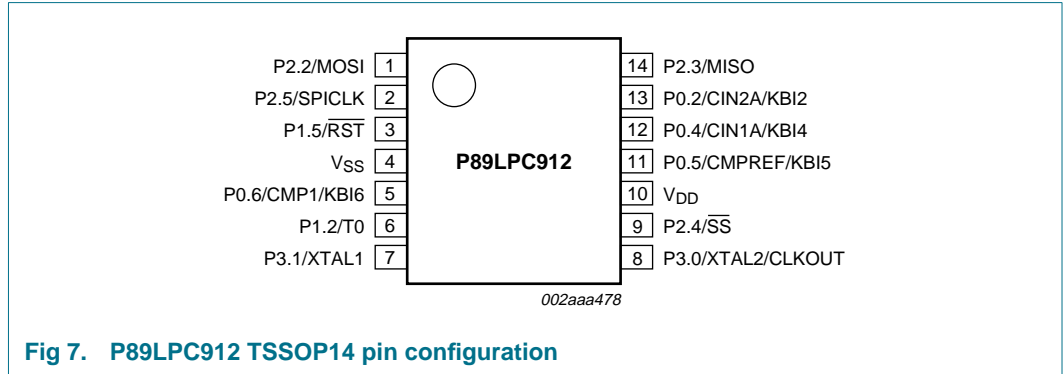 P2.2/MOSI 1 14 P2.3/MISO
P2.5/SPICLK 2 13 P0.2/CIN2A/KBI2
P1.5/R̅S̅T̅ 3 12 P0.4/CIN1A/KBI4
VSS 4 P89LPC912 11 P0.5/CMPREF/KBI5
P0.6/CMP1/KBI6 5 10 VDD
P1.2/T0 6 9 P2.4/S̅S̅
P3.1/XTAL1 7 8 P3.0/XTAL2/CLKOUT
002aaa478
Fig 7. P89LPC912 TSSOP14 pin configuration